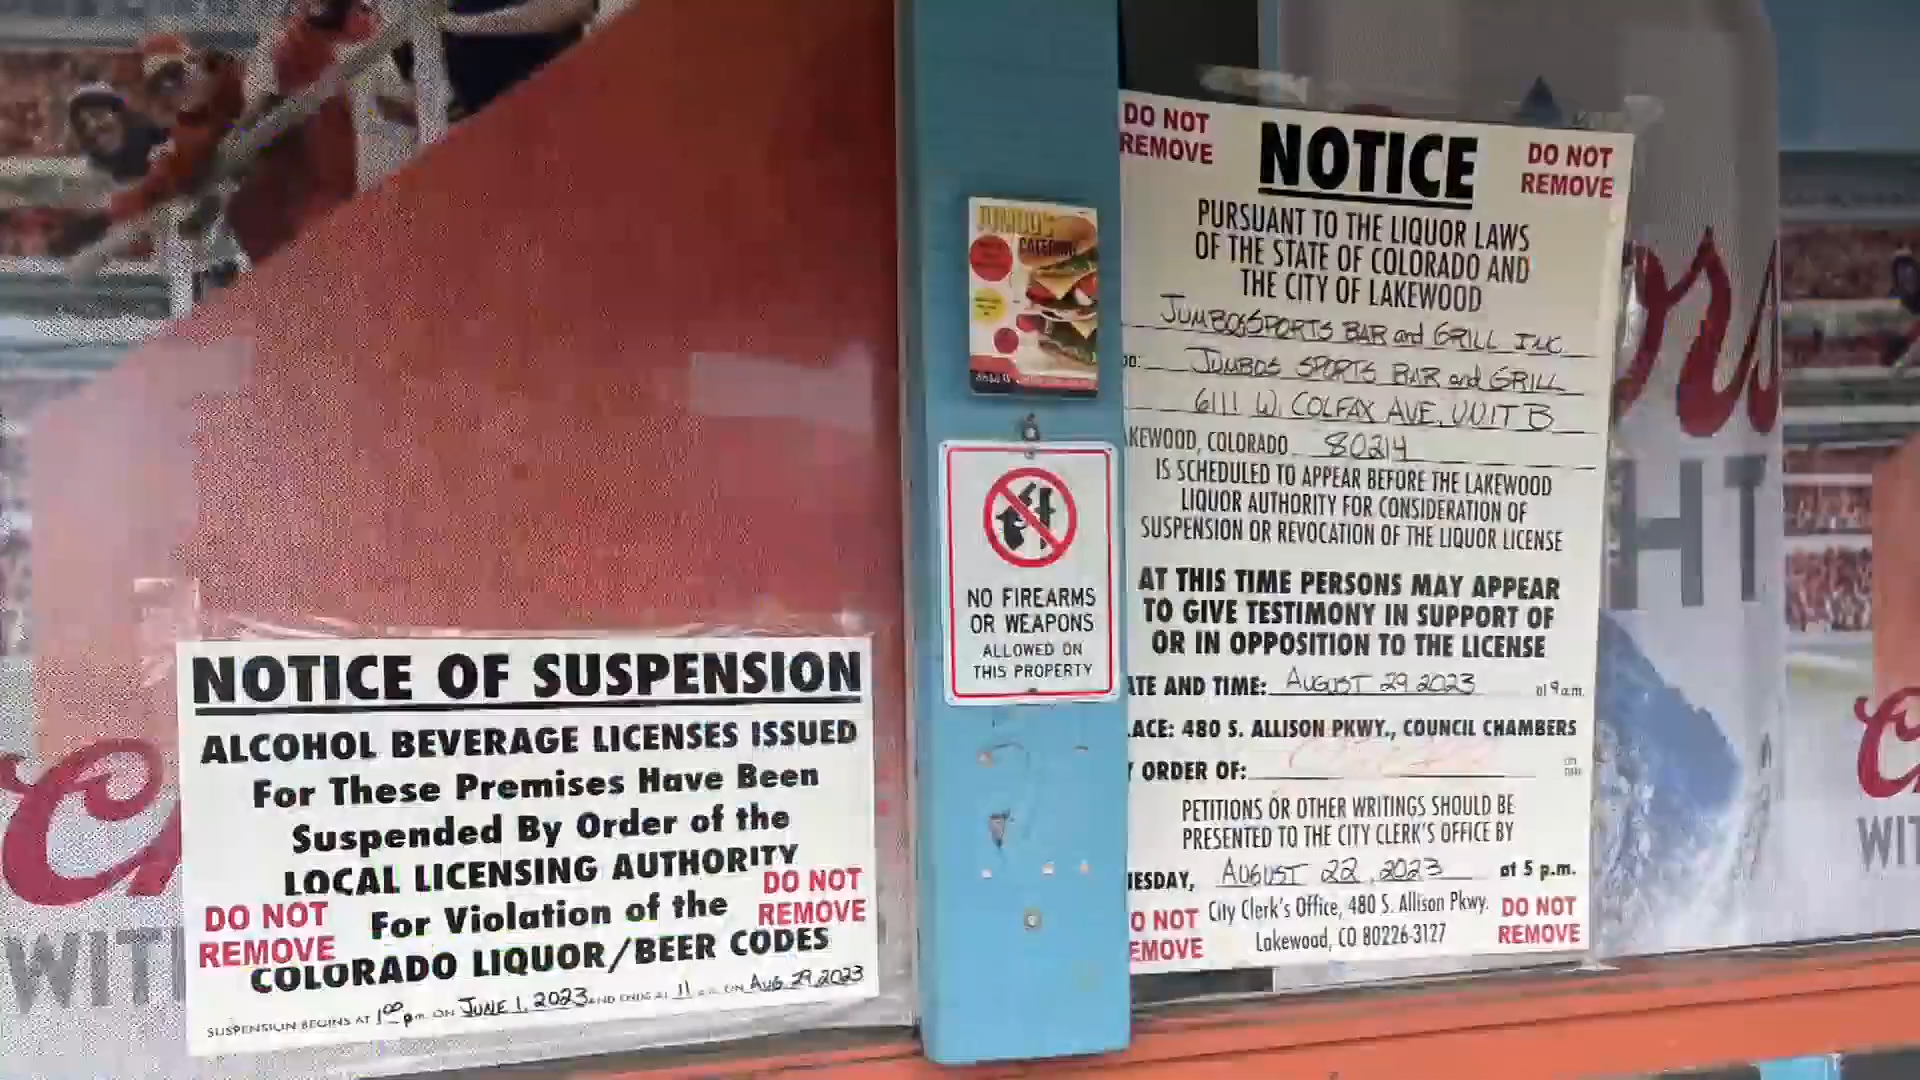 NOTICE OF SUSPENSION
ALCOHOL BEVERAGE LICENSES ISSUED
For These Premises Have Been
Suspended By Order of the
LOCAL LICENSING AUTHORITY
For Violation of the
COLORADO LIQUOR/BEER CODES
DO NOT
REMOVE
DO NOT
REMOVE
SUSPENSION BEGINS AT 1:00 pm ON JUNE 1, 2023 AND ENDS AT 11 ON AUG 29, 2023
JUMBO'S
CATERING
NO FIREARMS
OR WEAPONS
ALLOWED ON
THIS PROPERTY
DO NOT
REMOVE
NOTICE
DO NOT
REMOVE
PURSUANT TO THE LIQUOR LAWS
OF THE STATE OF COLORADO AND
THE CITY OF LAKEWOOD
JUMBOSSPORTS BAR and GRILL INC
JUMBOS SPORTS BAR and GRILL
6111 W. COLFAX AVE, UNIT B
KEWOOD, COLORADO 80214
IS SCHEDULED TO APPEAR BEFORE THE LAKEWOOD
LIQUOR AUTHORITY FOR CONSIDERATION OF
SUSPENSION OR REVOCATION OF THE LIQUOR LICENSE
AT THIS TIME PERSONS MAY APPEAR
TO GIVE TESTIMONY IN SUPPORT OF
OR IN OPPOSITION TO THE LICENSE
ATE AND TIME: AUGUST 29 2023 at 9 a.m.
ACE: 480 S. ALLISON PKWY., COUNCIL CHAMBERS
ORDER OF:
PETITIONS OR OTHER WRITINGS SHOULD BE
PRESENTED TO THE CITY CLERK'S OFFICE BY
ESDAY, AUGUST 22, 2023 at 5 p.m.
City Clerk's Office, 480 S. Allison Pkwy.
Lakewood, CO 80226-3127
O NOT
EMOVE
DO NOT
REMOVE
WIT
HT
WIT